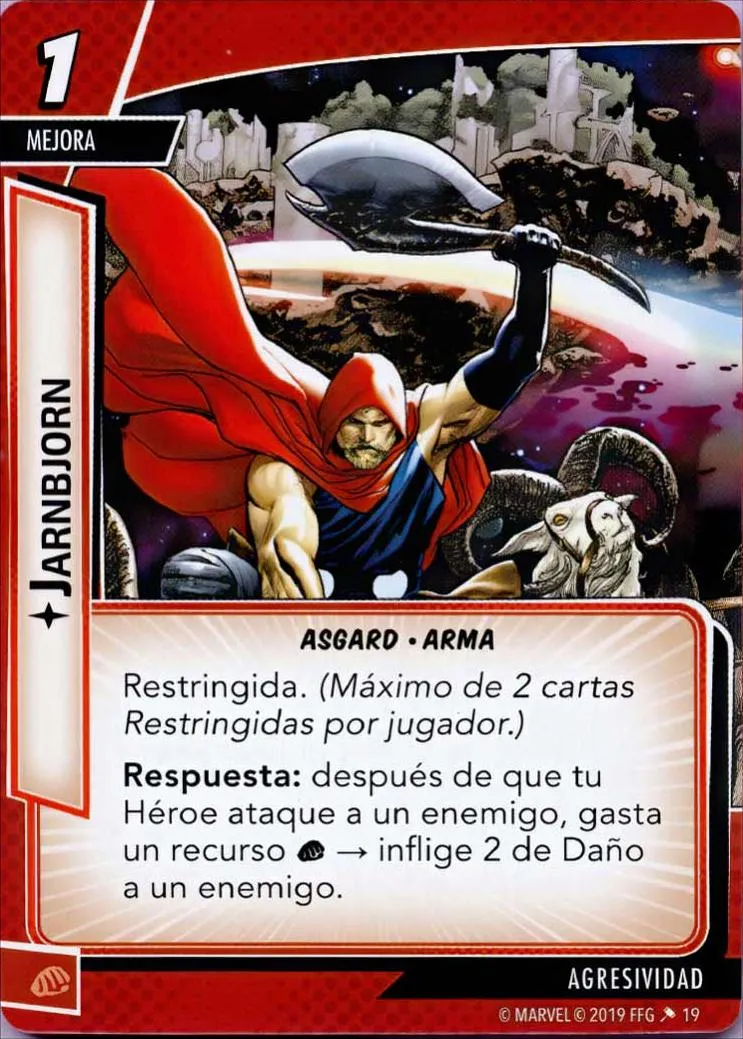 1
MEJORA
JARNBJORN
ASGARD • ARMA
Restringida. (Máximo de 2 cartas
Restringidas por jugador.)
Respuesta: después de que tu
Héroe ataque a un enemigo, gasta
un recurso → inflige 2 de Daño
a un enemigo.
AGRESIVIDAD
© MARVEL © 2019 FFG 19